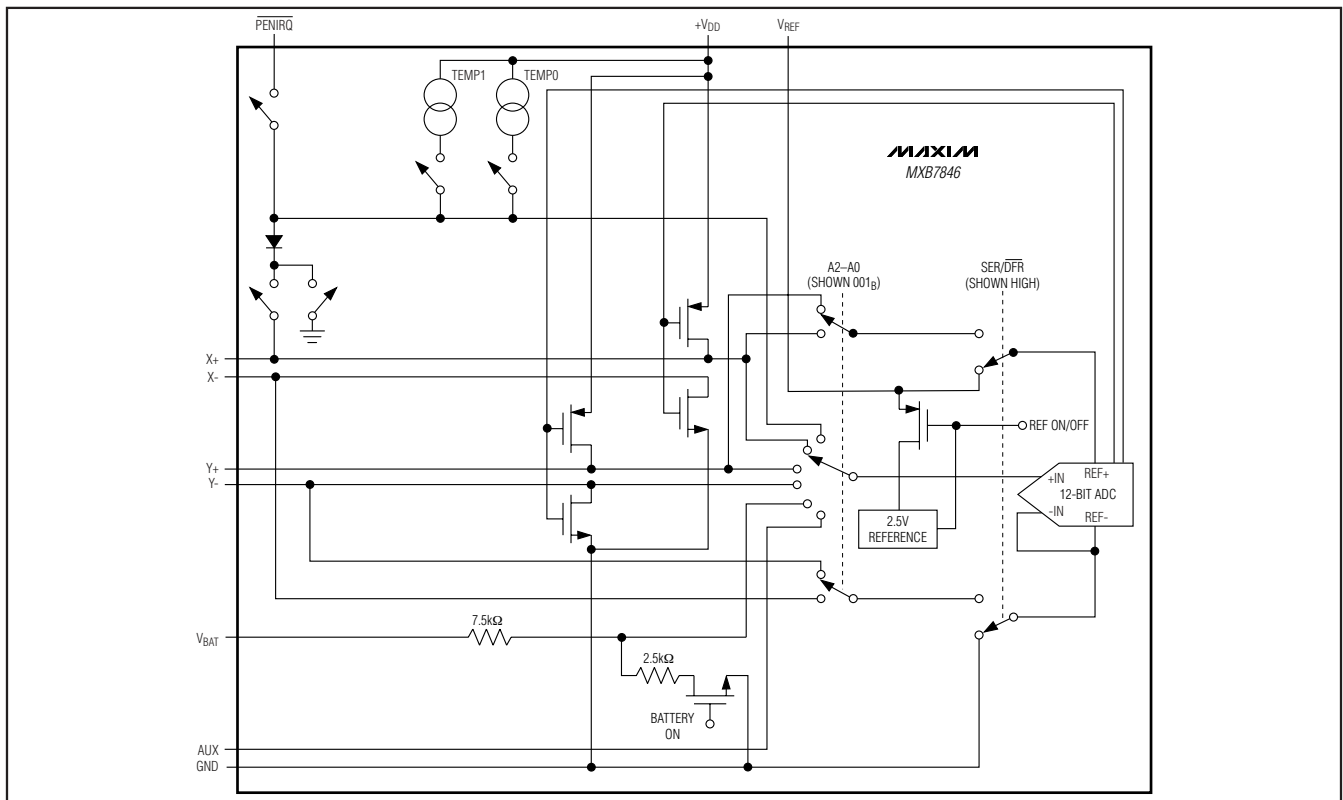 PENIRQ
+VDD
VREF
TEMP1
TEMP0
MAXIM
MXB7846
A2–A0
(SHOWN 001B)
SER/DFR
(SHOWN HIGH)
X+
X-
REF ON/OFF
Y+
Y-
+IN
REF+
12-BIT ADC
-IN
REF-
2.5V
REFERENCE
7.5kΩ
VBAT
2.5kΩ
BATTERY
ON
AUX
GND